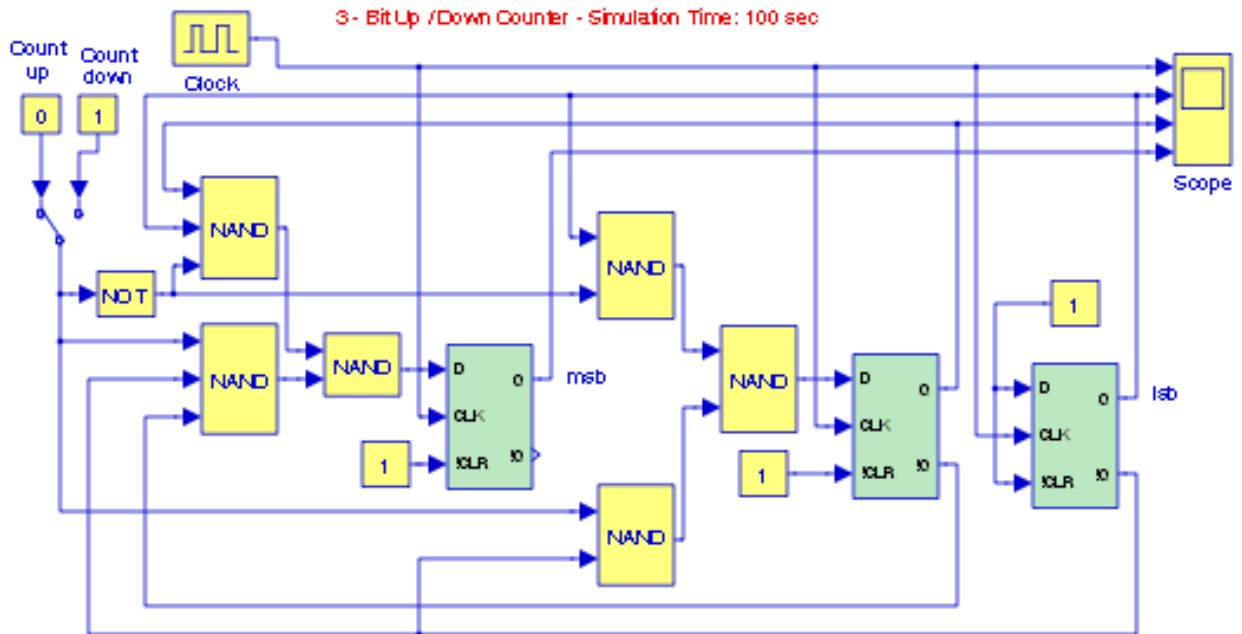 3- Bit Up /Down Counter - Simulation Time: 100 sec
Count up
Count down
Clock
0
1
Scope
NAND
NAND
NOT
1
NAND
NAND
D
Q
msb
NAND
D
Q
D
Q
lsb
CLK
CLK
CLK
1
!CLR
!Q
1
!CLR
!Q
!CLR
!Q
NAND